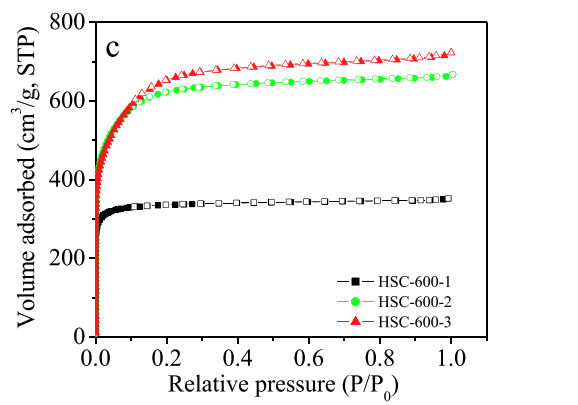 c
800
600
400
200
0
0.0 0.2 0.4 0.6 0.8 1.0
Volume adsorbed (cm³/g, STP)
Relative pressure (P/P₀)
HSC-600-1
HSC-600-2
HSC-600-3